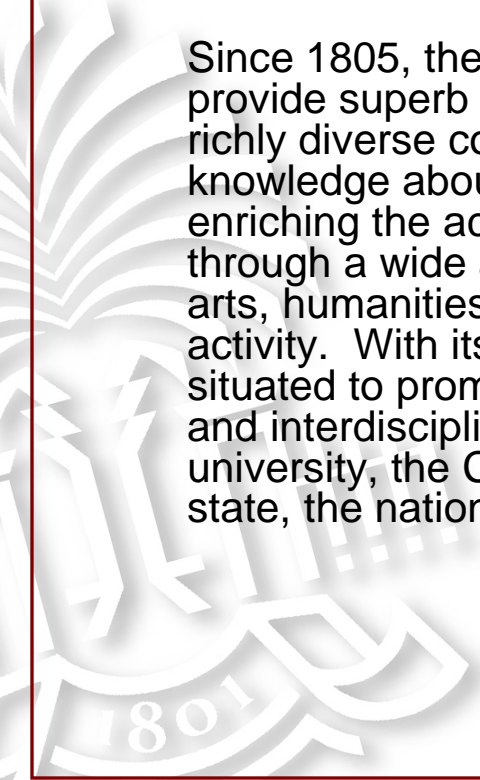 Since 1805, the
provide superb
richly diverse co
knowledge abou
enriching the ac
through a wide
arts, humanities
activity.  With its
situated to prom
and interdiscipli
university, the C
state, the nation
1801